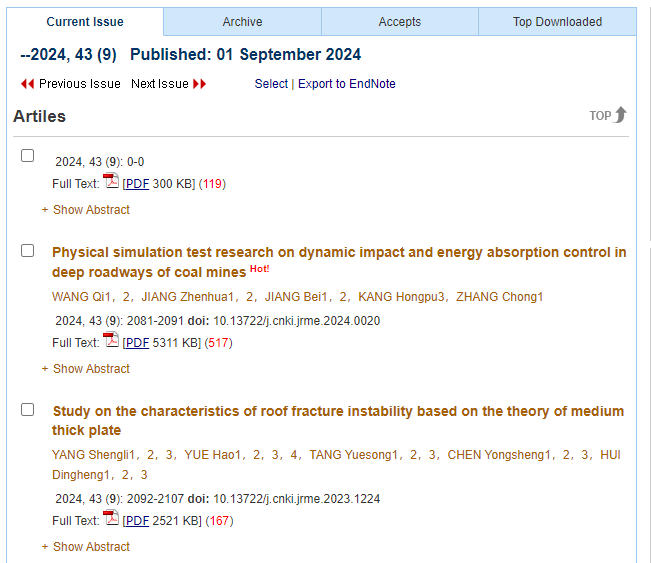 Current Issue Archive Accepts Top Downloaded
--2024, 43 (9) Published: 01 September 2024
Previous Issue Next Issue Select | Export to EndNote
Artiles TOP
2024, 43 (9): 0-0
Full Text: [PDF 300 KB] (119)
+ Show Abstract
Physical simulation test research on dynamic impact and energy absorption control in
deep roadways of coal mines Hot!
WANG Qi1，2，JIANG Zhenhua1，2，JIANG Bei1，2，KANG Hongpu3，ZHANG Chong1
2024, 43 (9): 2081-2091 doi: 10.13722/j.cnki.jrme.2024.0020
Full Text: [PDF 5311 KB] (517)
+ Show Abstract
Study on the characteristics of roof fracture instability based on the theory of medium
thick plate
YANG Shengli1，2，3，YUE Hao1，2，3，4，TANG Yuesong1，2，3，CHEN Yongsheng1，2，3，HUI
Dingheng1，2，3
2024, 43 (9): 2092-2107 doi: 10.13722/j.cnki.jrme.2023.1224
Full Text: [PDF 2521 KB] (167)
+ Show Abstract